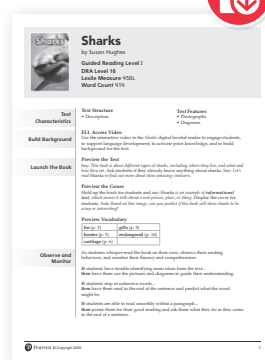 Sharks
Sharks
by Susan Hughes
Guided Reading Level I
DRA Level 16
Lexile Measure 450L
Word Count 474
Text
Characteristics
Text Structure
• Description
Text Features
• Photographs
• Diagrams
Build Background
ELL Access Video
Use the interactive video in the Sharks digital leveled reader to engage students,
to support language development, to activate prior knowledge, and to build
background for the text.
Launch the Book
Preview the Text
Say: This book is about different types of sharks, including where they live, and what and
how they eat. Ask students if they already know anything about sharks. Say: Let's
read Sharks to find out more about these amazing creatures.
Preview the Genre
Hold up the book for students and say: Sharks is an example of informational
text, which means it tells about a real person, place, or thing. Display the cover for
students. Ask: Based on this image, can you predict if this book will show sharks to be
scary or interesting?
Preview Vocabulary
fin (p. 2)
gills (p. 3)
hunter (p. 5)
endangered (p. 16)
cartilage (p. 6)
Observe and
Monitor
As students whisper-read the book on their own, observe their reading
behaviors, and monitor their fluency and comprehension.
If students have trouble identifying main ideas from the text...
then have them use the pictures and diagrams to guide their understanding.
If students stop at unknown words...
then have them read to the end of the sentence and predict what the word
might be.
If students are able to read smoothly within a paragraph...
then pause them for their good reading and ask them why they do as they come
to the end of a sentence.
Pearson © Copyright 2020
1